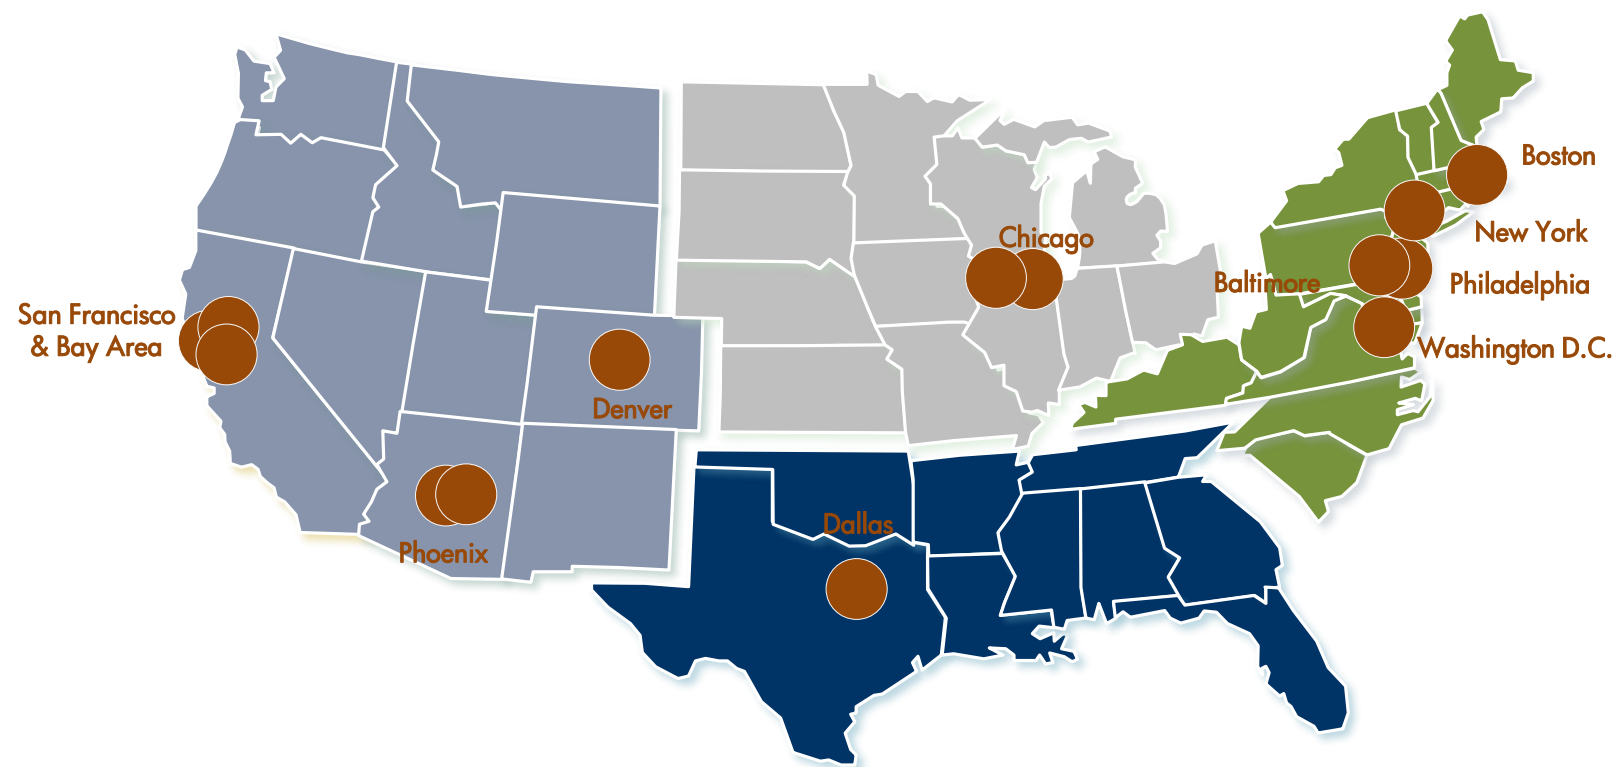 Boston
New York
Chicago
Baltimore
Philadelphia
San Francisco
& Bay Area
Washington D.C.
Denver
Dallas
Phoenix